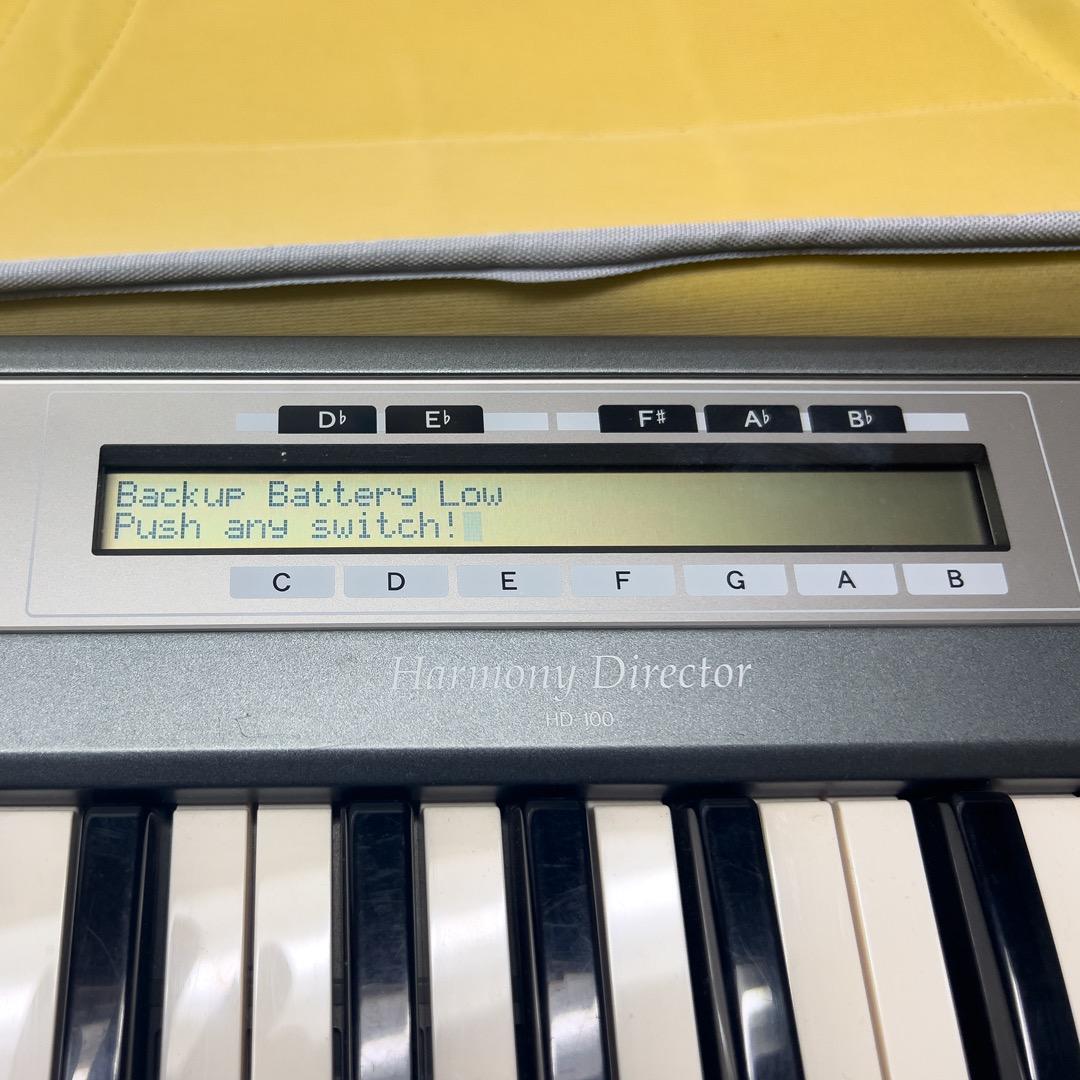 D♭ E♭ F♯ A♭ B♭
Backup Battery Low
Push any switch!
C D E F G A B
Harmony Director
HD-100